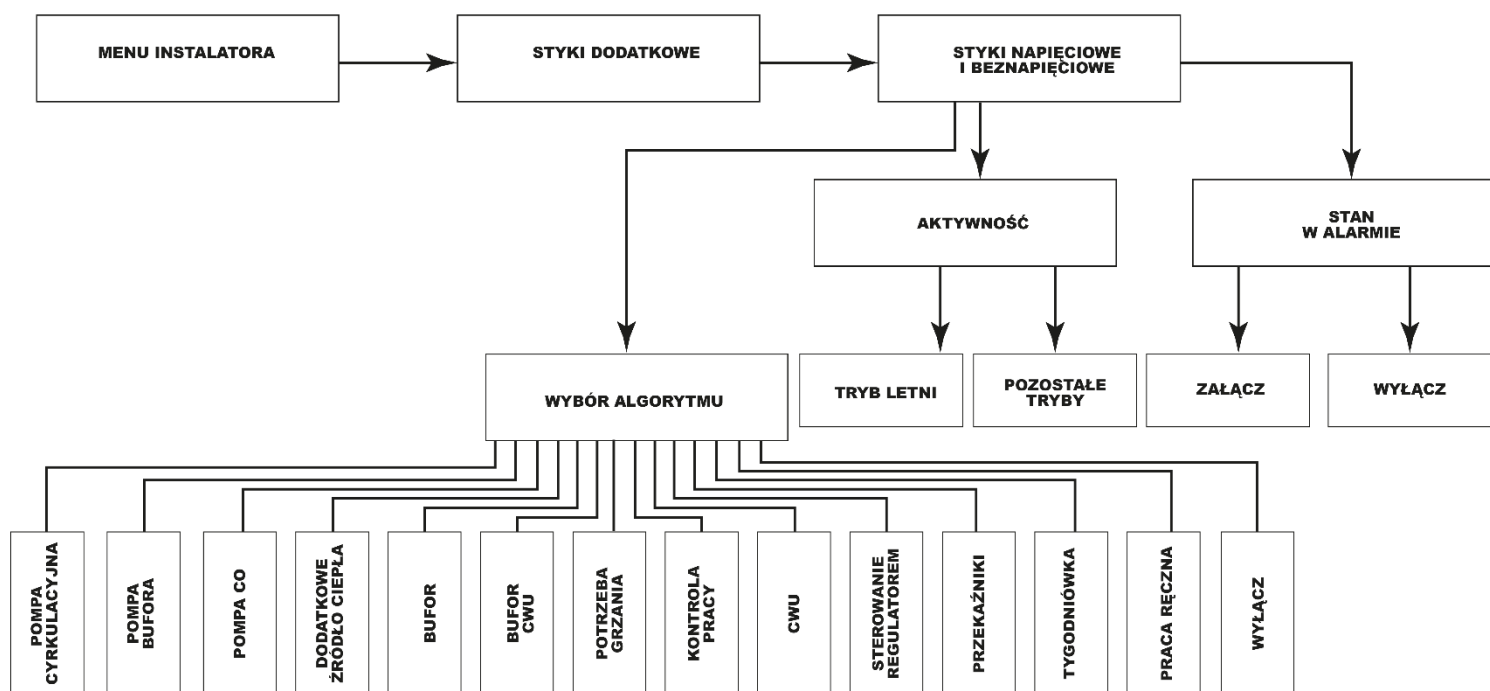 MENU INSTALATORA
STYKI DODATKOWE
STYKI NAPIĘCIOWE
I BEZNAPIĘCIOWE
AKTYWNOŚĆ
STAN
W ALARMIE
TRYB LETNI
POZOSTAŁE
TRYBY
ZAŁĄCZ
WYŁĄCZ
WYBÓR ALGORYTMU
POMPA
CYRKULACYJNA
POMPA
BUFORA
POMPA CO
DODATKOWE
ŹRÓDŁO CIEPŁA
BUFOR
BUFOR
CWU
POTRZEBA
GRZANIA
KONTROLA
PRACY
CWU
STEROWANIE
REGULATOREM
PRZEKAŹNIKI
TYGODNIÓWKA
PRACA RĘCZNA
WYŁĄCZ